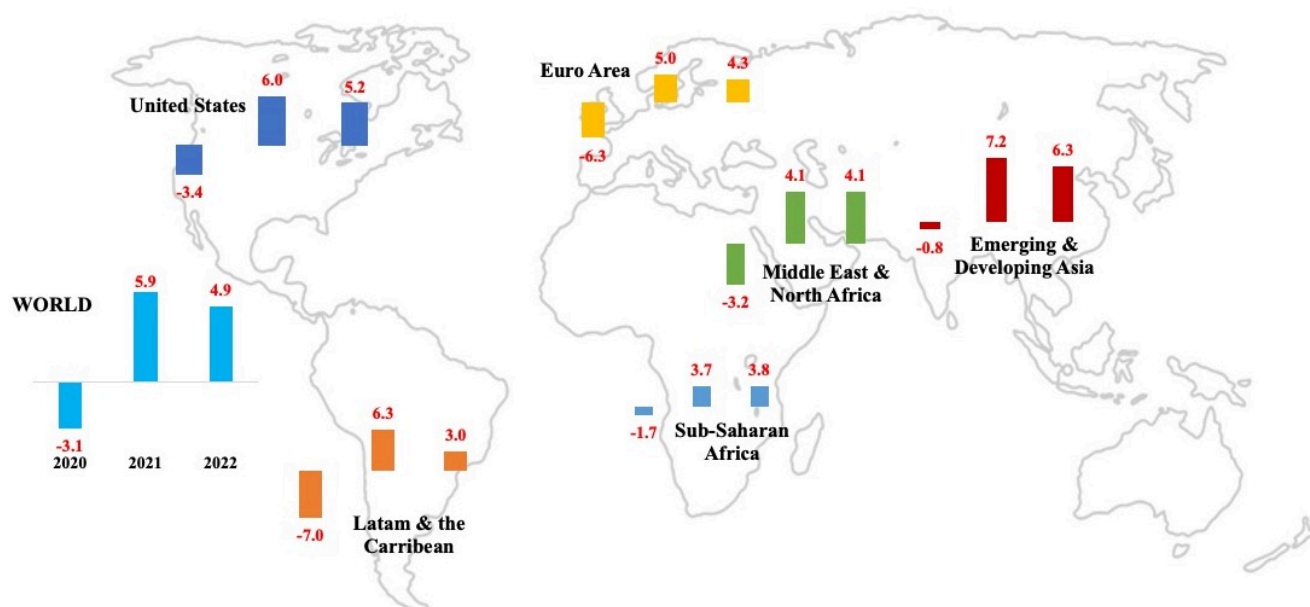 United States
-3.4
6.0
5.2
Euro Area
-6.3
5.0
4.3
Emerging &
Developing Asia
-0.8
7.2
6.3
Middle East &
North Africa
-3.2
4.1
4.1
WORLD
-3.1
5.9
4.9
2020
2021
2022
Sub-Saharan
Africa
-1.7
3.7
3.8
Latam & the
Carribean
-7.0
6.3
3.0